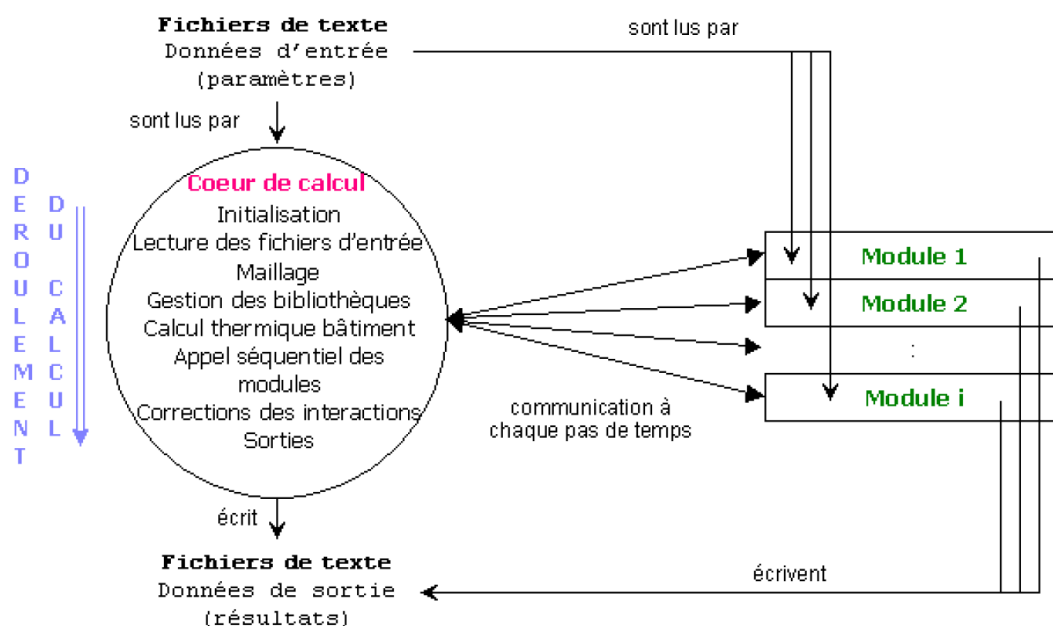 Fichiers de texte
Données d'entrée
(paramètres)
sont lus par
sont lus par
DEROULEMENT
DU CALCUL
Coeur de calcul
Initialisation
Lecture des fichiers d'entrée
Maillage
Gestion des bibliothèques
Calcul thermique bâtiment
Appel séquentiel des
modules
Corrections des interactions
Sorties
Module 1
Module 2
:
Module i
communication à
chaque pas de temps
écrit
Fichiers de texte
Données de sortie
(résultats)
écrivent